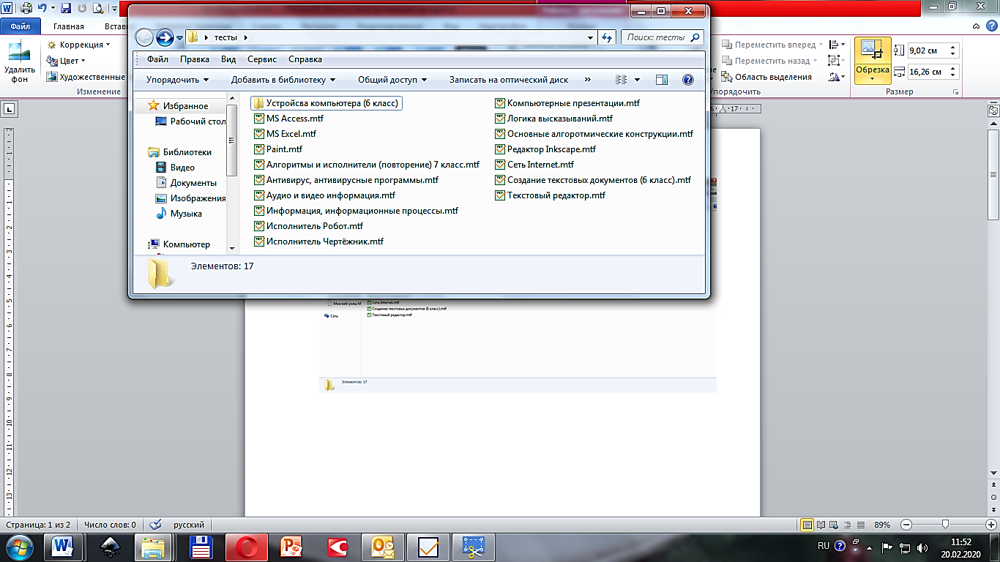 Файл
Главная
Встав
Коррекция
Цвет
Художественные
Удалить
фон
Изменение
тесты
Поиск: тесты
Файл Правка Вид Сервис Справка
Упорядочить Добавить в библиотеку Общий доступ Записать на оптический диск »
Избранное
Рабочий стол
Библиотеки
Видео
Документы
Изображения
Музыка
Компьютер
Устройсва компьютера (6 класс)
MS Access.mtf
MS Excel.mtf
Paint.mtf
Алгоритмы и исполнители (повторение) 7 класс.mtf
Антивирус, антивирусные программы.mtf
Аудио и видео информация.mtf
Информация, информационные процессы.mtf
Исполнитель Робот.mtf
Исполнитель Чертёжник.mtf
Компьютерные презентации.mtf
Логика высказываний.mtf
Основные алгоротмические конструкции.mtf
Редактор Inkscape.mtf
Сеть Internet.mtf
Создание текстовых документов (6 класс).mtf
Текстовый редактор.mtf
Элементов: 17
Переместить вперед
Переместить назад
Область выделения
Упорядочить
Обрезка
9,02 см
16,26 см
Размер
Мои веб-узлы M
Сеть
Сеть Internet.mtf
Создание текстовых документов (6 класс).mtf
Текстовый редактор.mtf
Элементов: 17
Страница: 1 из 2 Число слов: 0 русский
89%
RU
11:52
20.02.2020